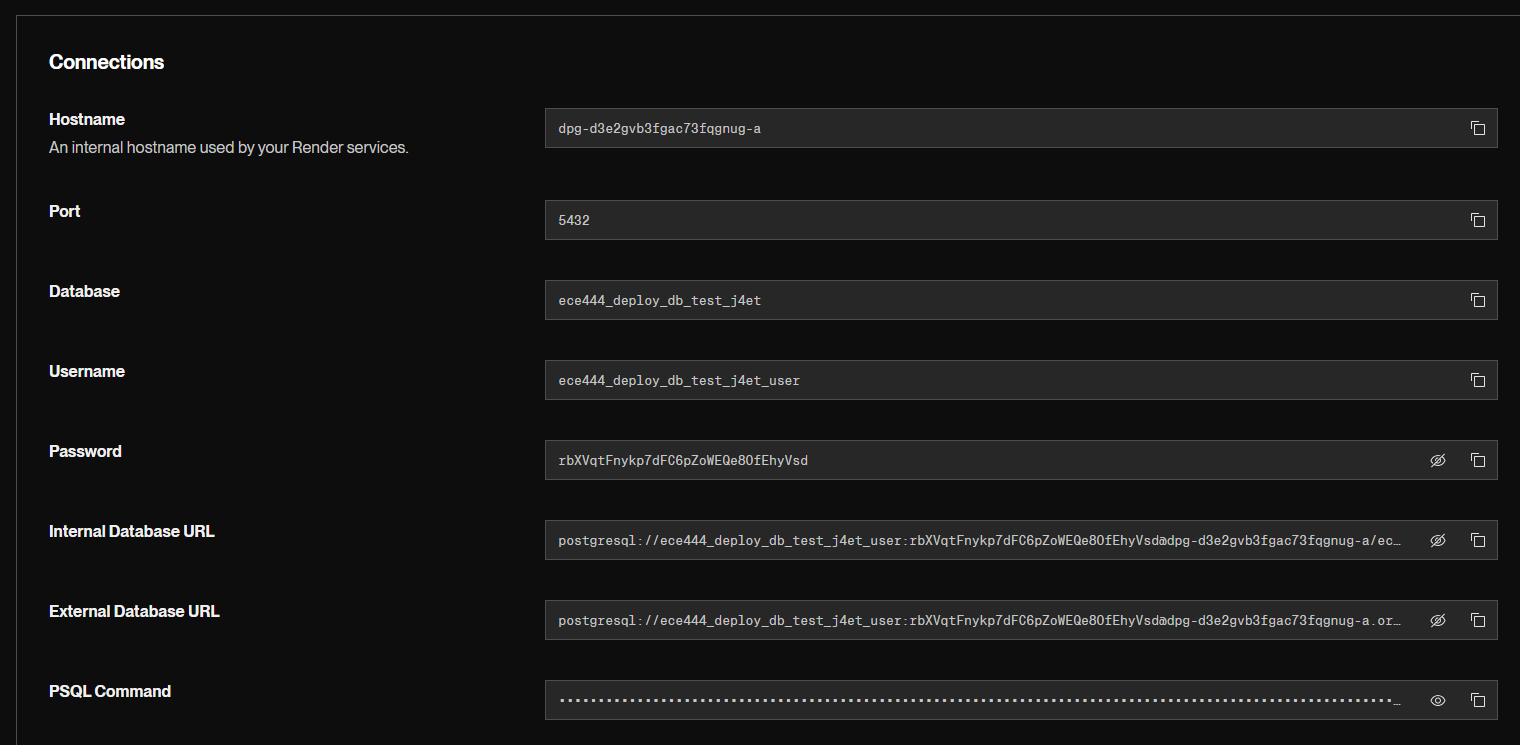 Connections
Hostname
An internal hostname used by your Render services.
dpg-d3e2gvb3fgac73fqgnug-a
Port
5432
Database
ece444_deploy_db_test_j4et
Username
ece444_deploy_db_test_j4et_user
Password
rbXVqtFnykp7dFC6pZoWEQe8OfEhyVsd
Internal Database URL
postgresql://ece444_deploy_db_test_j4et_user:rbXVqtFnykp7dFC6pZoWEQe8OfEhyVsd@dpg-d3e2gvb3fgac73fqgnug-a/ec…
External Database URL
postgresql://ece444_deploy_db_test_j4et_user:rbXVqtFnykp7dFC6pZoWEQe8OfEhyVsd@dpg-d3e2gvb3fgac73fqgnug-a.or…
PSQL Command